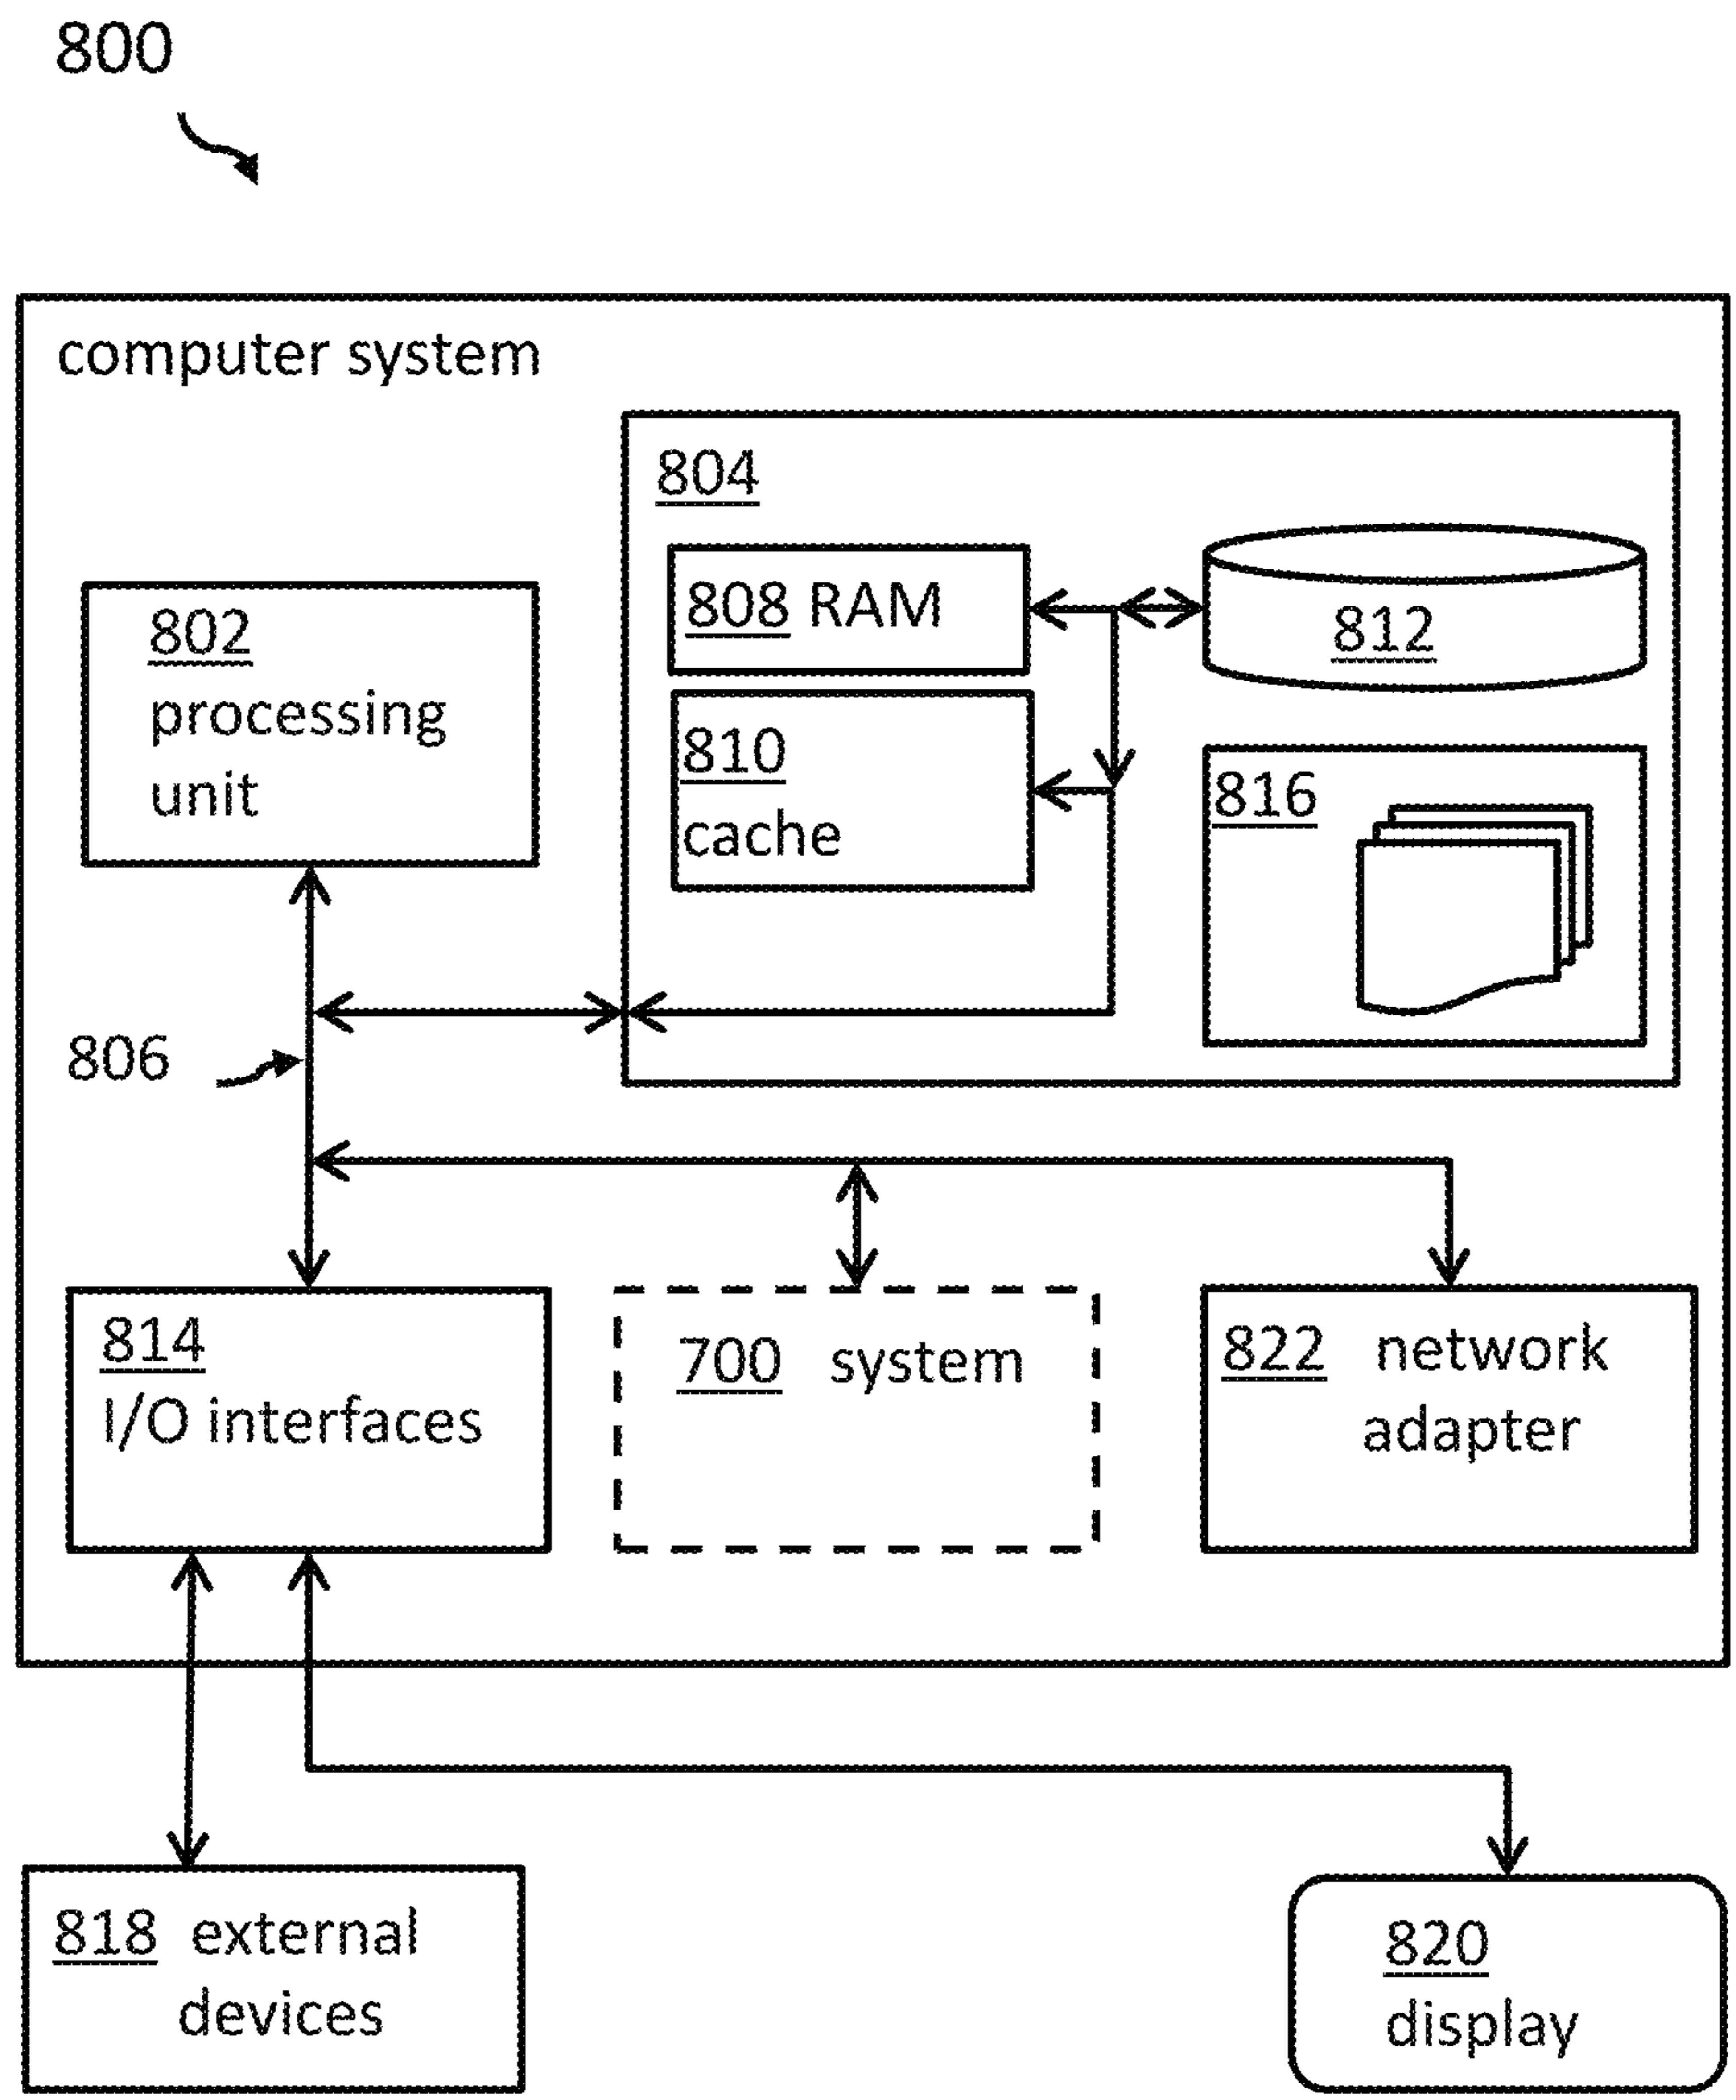 800
computer system
804
808 RAM
812
802
processing
unit
810
cache
816
806
814
I/O interfaces
700 system
822 network
adapter
818 external
devices
820
display